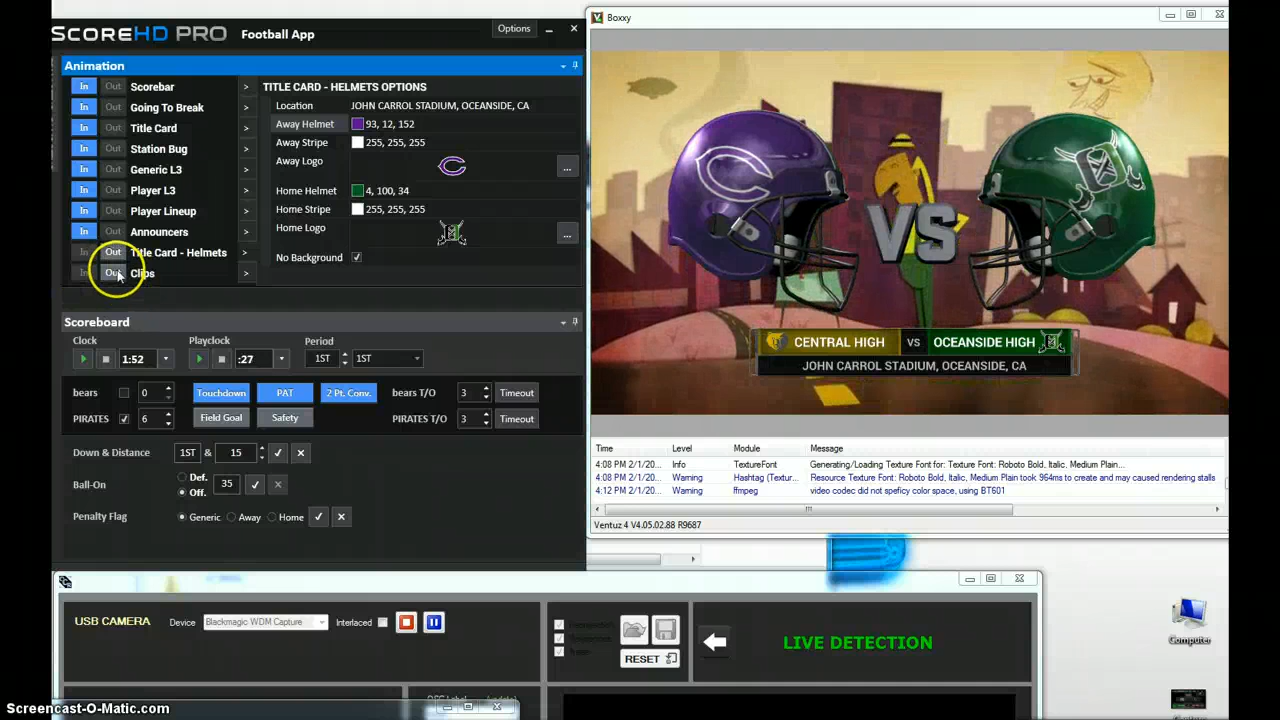 SCOREHD PRO Football App Options
Animation
In Out Scorbar >
In Out Going To Break >
In Out Title Card >
In Out Station Bug >
In Out Generic L3 >
In Out Player L3 >
In Out Player Lineup >
In Out Announcers >
In Out Title Card - Helmets >
In Out Clips >
TITLE CARD - HELMETS OPTIONS
Location JOHN CARROL STADIUM, OCEANSIDE, CA
Away Helmet 93, 12, 152
Away Stripe 255, 255, 255
Away Logo ...
Home Helmet 4, 100, 34
Home Stripe 255, 255, 255
Home Logo ...
No Background
Scoreboard
Clock Playclock Period
1:52 :27 1ST 1ST
bears 0 Touchdown PAT 2 Pt. Conv. bears T/O 3 Timeout
PIRATES 6 Field Goal Safety PIRATES T/O 3 Timeout
Down & Distance 1ST & 15
Ball-On Def. Off. 35
Penalty Flag Generic Away Home
Boxxy
C C
VS
CENTRAL HIGH VS OCEANSIDE HIGH
JOHN CARROL STADIUM, OCEANSIDE, CA
Time Level Module Message
4:08 PM 2/1/20... Info TextureFont Generating/Loading Texture Font for: Texture Font: Roboto Bold, Italic, Medium Plain...
4:08 PM 2/1/20... Warning Hashtag (Textur... Resource Texture Font: Roboto Bold, Italic, Medium Plain took 964ms to create and may caused rendering stalls
4:12 PM 2/1/20... Warning ffmpeg video codec did not speficy color space, using BT601
Ventuz 4 V4.05.02.88 R9687
USB CAMERA Device Blackmagic WDM Capture Interlaced
RESET
LIVE DETECTION
Computer
Screencast-O-Matic.com